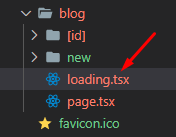 blog
[id]
new
loading.tsx
page.tsx
favicon.ico